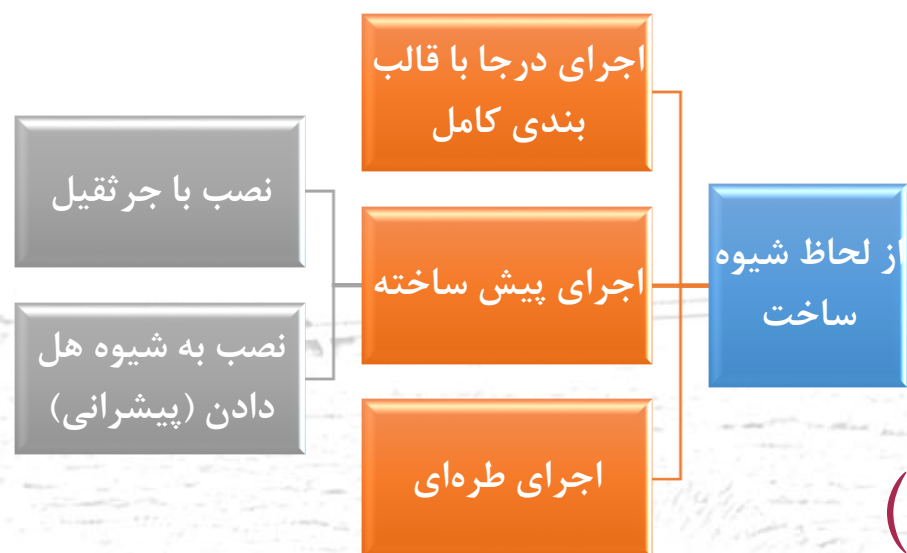 از لحاظ شیوه
ساخت
اجرای درجا با قالب
بندی کامل
اجرای پیش ساخته
نصب با جرثقیل
نصب به شیوه هل
دادن (پیشرانی)
اجرای طره‌ای
)